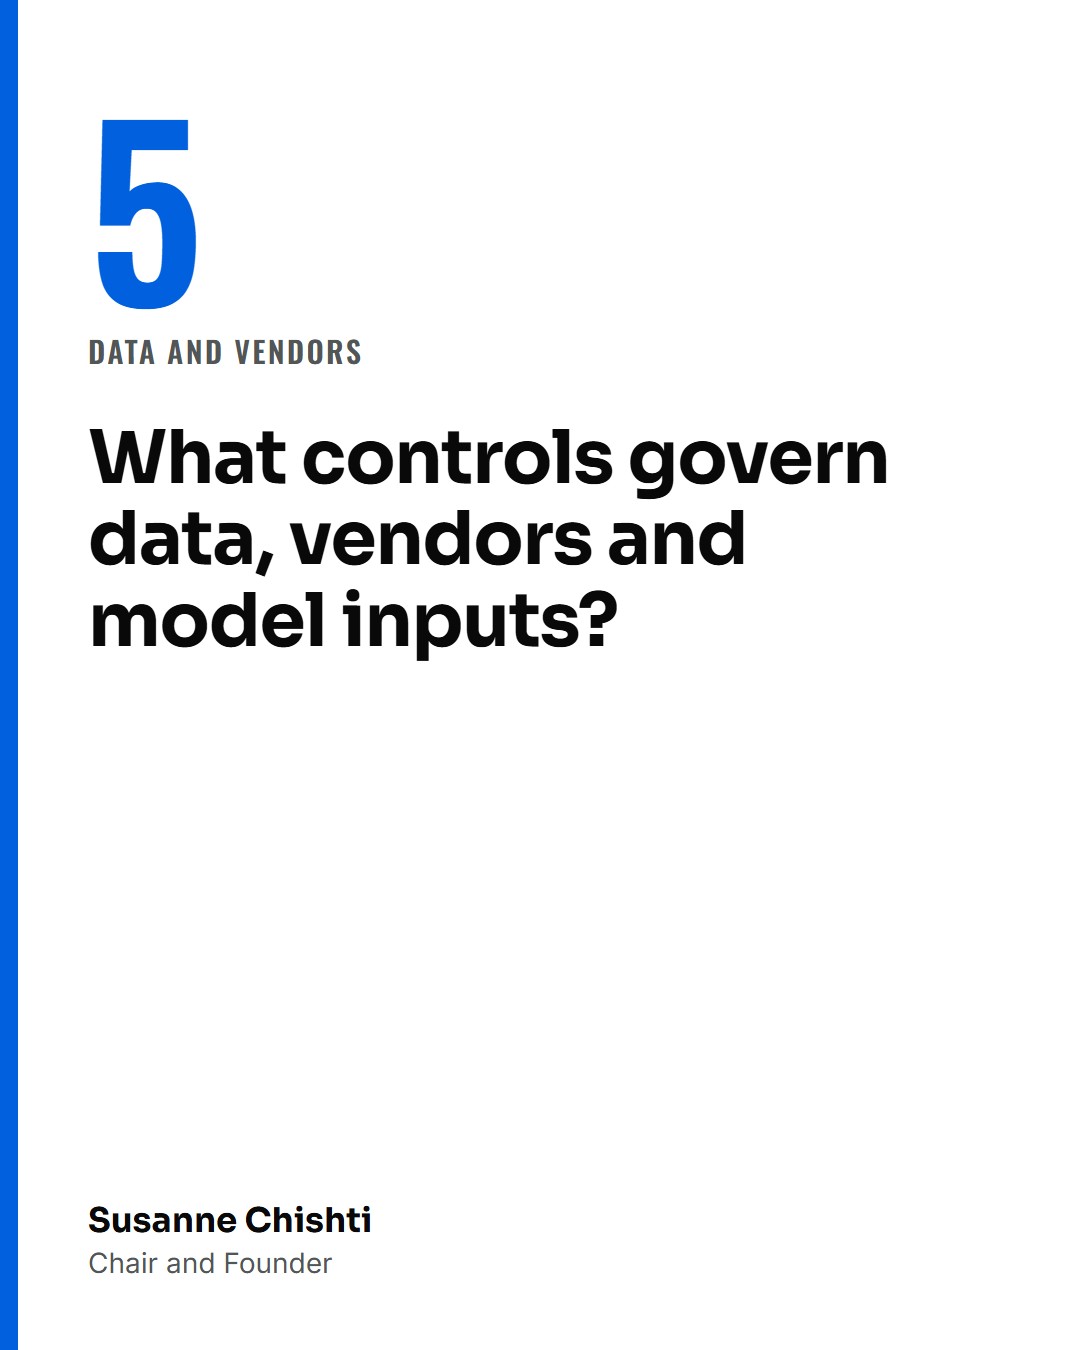 5
DATA AND VENDORS
What controls govern
data, vendors and
model inputs?
Susanne Chishti
Chair and Founder